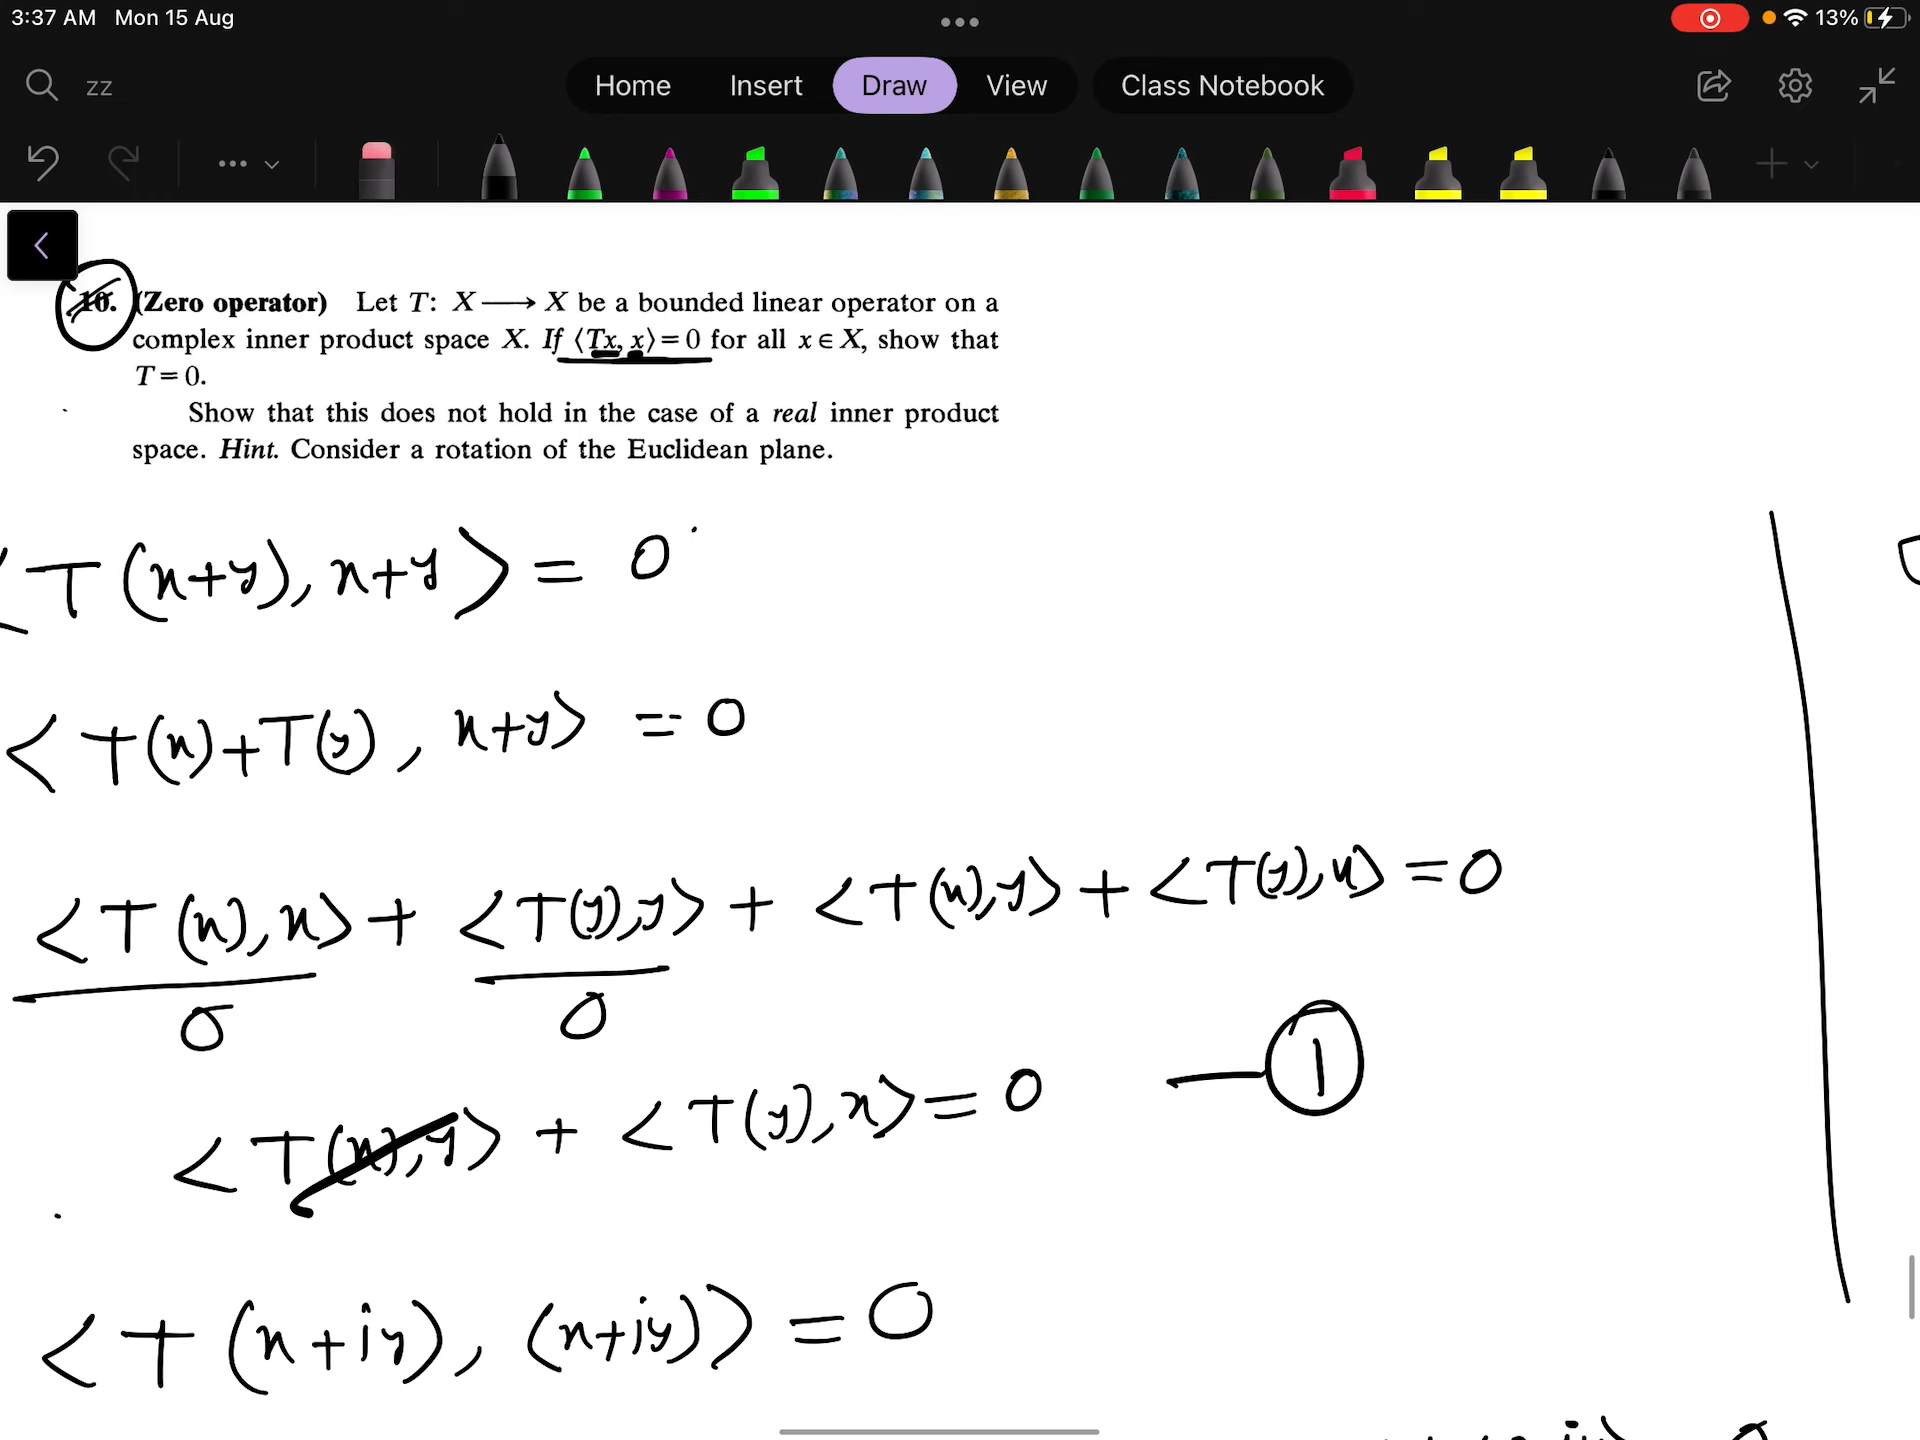 3:37 AM Mon 15 Aug
13%
zz
Home Insert Draw View Class Notebook
10. (Zero operator) Let T: X⟶X be a bounded linear operator on a
complex inner product space X. If ⟨Tx, x⟩=0 for all x∈X, show that
T=0.
Show that this does not hold in the case of a real inner product
space. Hint. Consider a rotation of the Euclidean plane.
<T(x+y), x+y> = 0
<T(x)+T(y), x+y> = 0
<T(x),x> + <T(y),y> + <T(x),y> + <T(y),x> = 0
0 0
<T(x),y> + <T(y),x> = 0 —①
<T(x+iy), (x+iy)> = 0